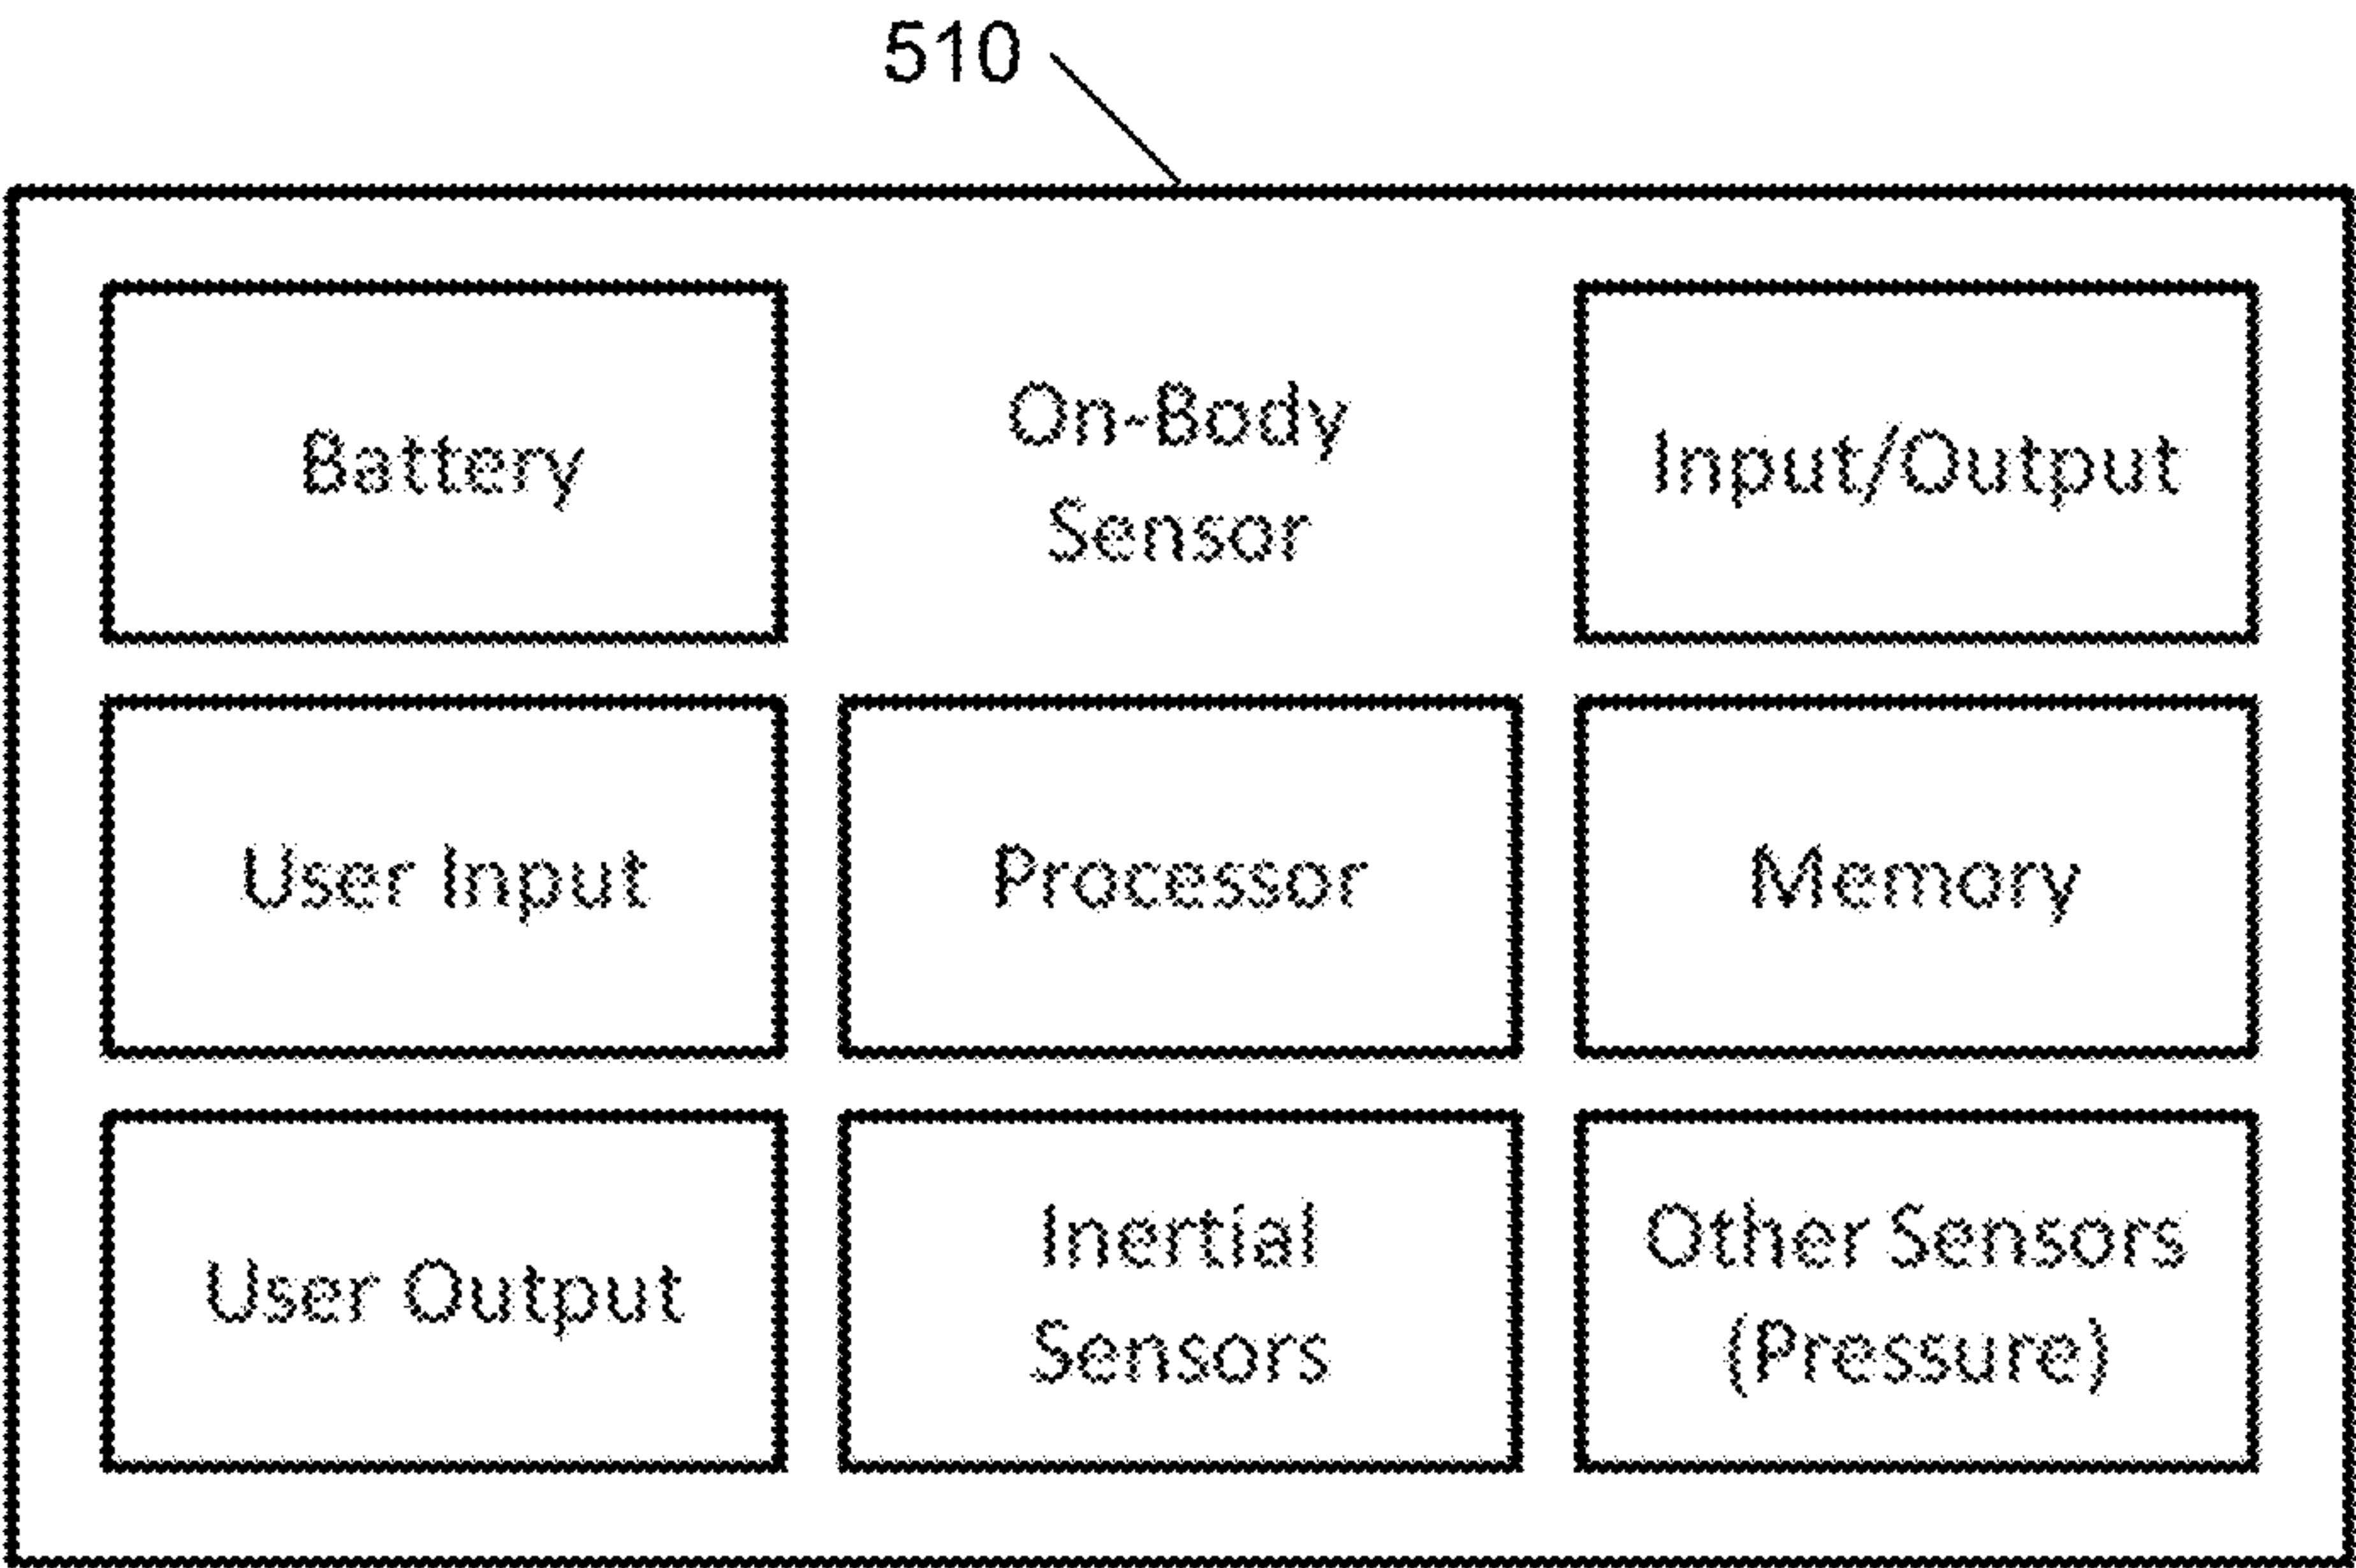 510
Battery
On-Body
Sensor
Input/Output
User Input
Processor
Memory
User Output
Inertial
Sensors
Other Sensors
(Pressure)